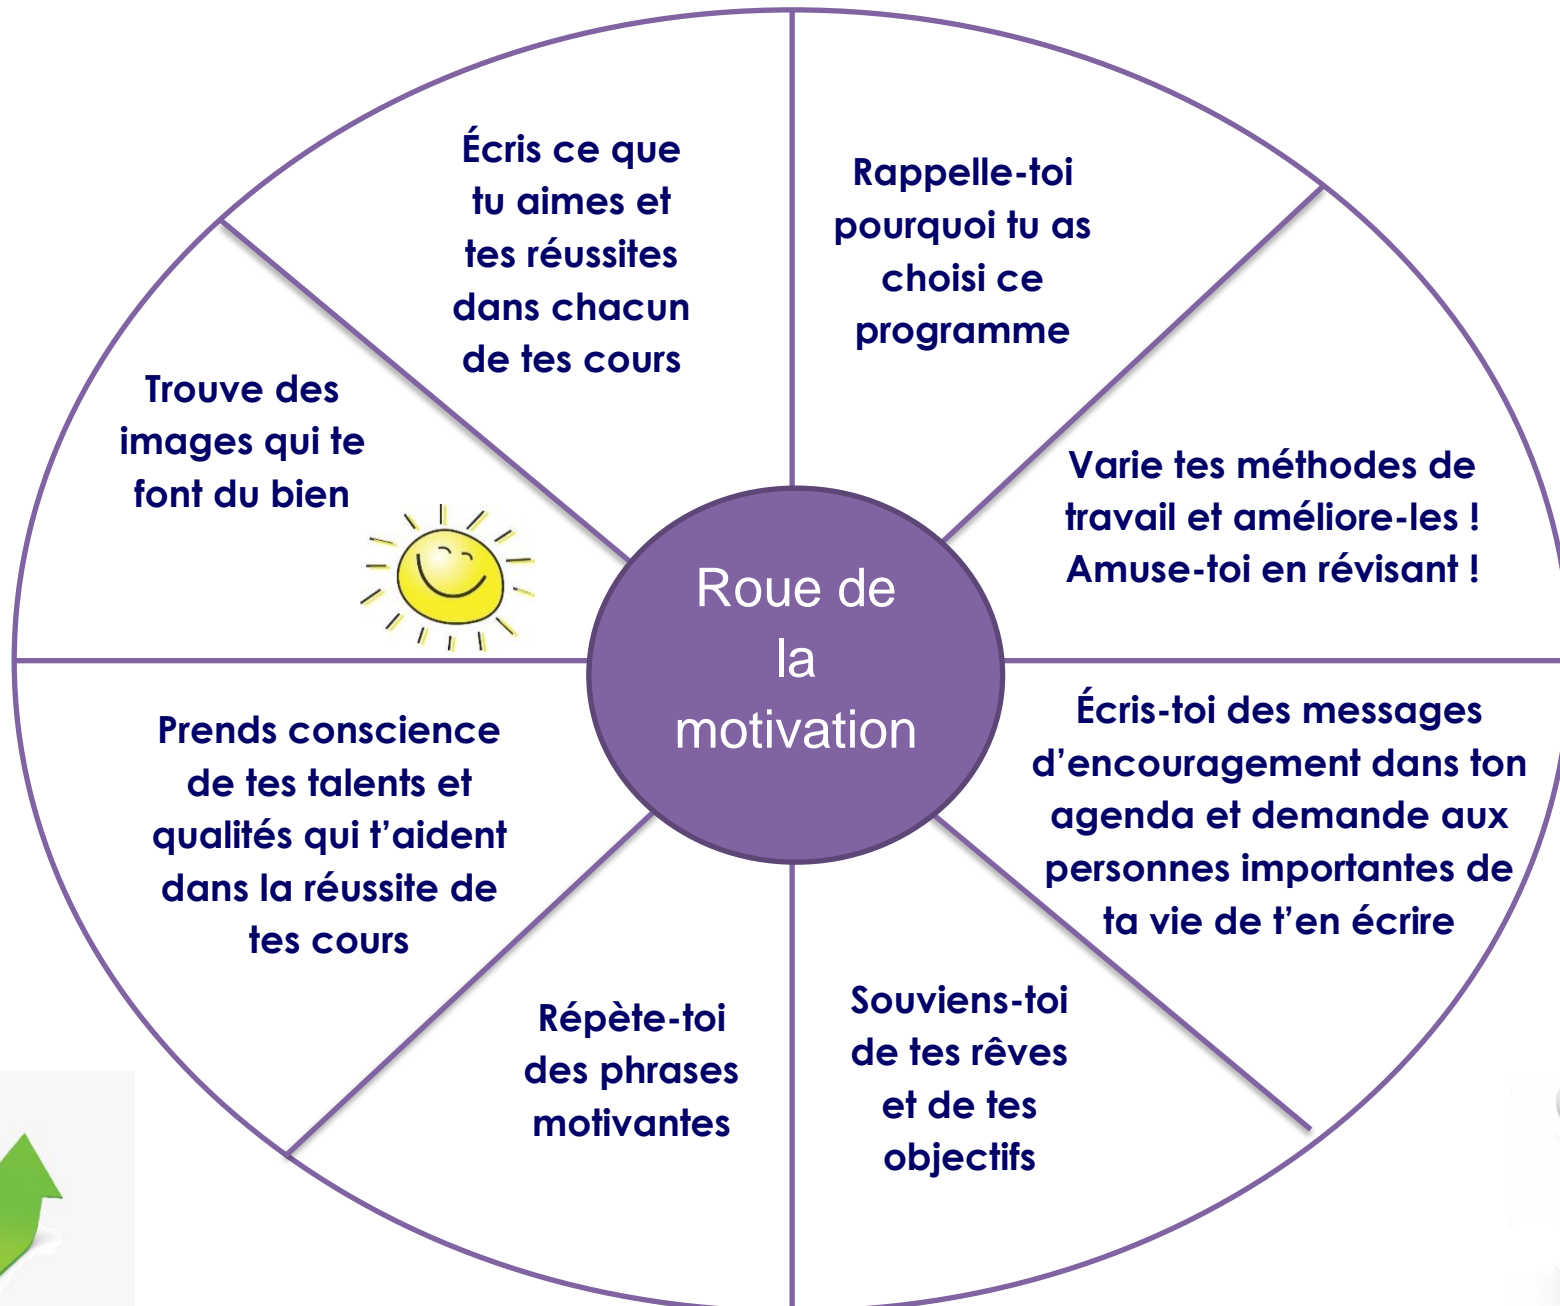 Écris ce que
tu aimes et
tes réussites
dans chacun
de tes cours
Rappelle-toi
pourquoi tu as
choisi ce
programme
Trouve des
images qui te
font du bien
Varie tes méthodes de
travail et améliore-les !
Amuse-toi en révisant !
Roue de
la
motivation
Prends conscience
de tes talents et
qualités qui t'aident
dans la réussite de
tes cours
Écris-toi des messages
d'encouragement dans ton
agenda et demande aux
personnes importantes de
ta vie de t'en écrire
Répète-toi
des phrases
motivantes
Souviens-toi
de tes rêves
et de tes
objectifs